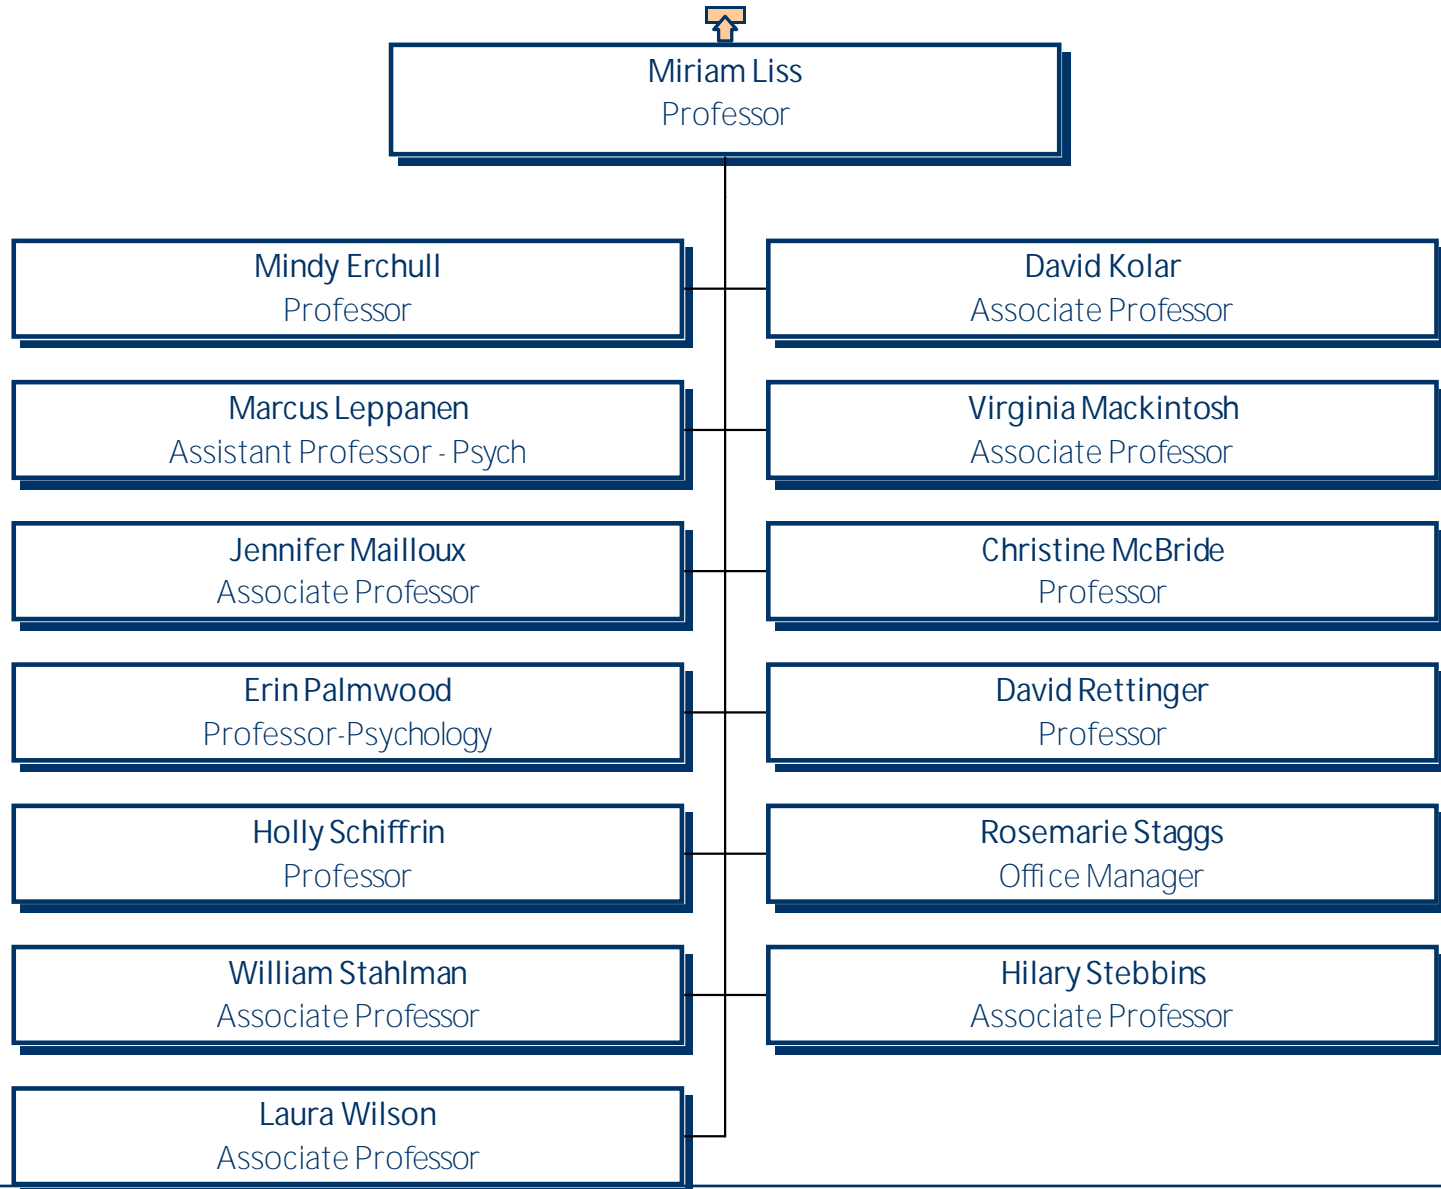 Miriam Liss
Professor
Mindy Erchull
Professor
David Kolar
Associate Professor
Marcus Leppanen
Assistant Professor - Psych
Virginia Mackintosh
Associate Professor
Jennifer Mailloux
Associate Professor
Christine McBride
Professor
Erin Palmwood
Professor-Psychology
David Rettinger
Professor
Holly Schiffrin
Professor
Rosemarie Staggs
Office Manager
William Stahlman
Associate Professor
Hilary Stebbins
Associate Professor
Laura Wilson
Associate Professor